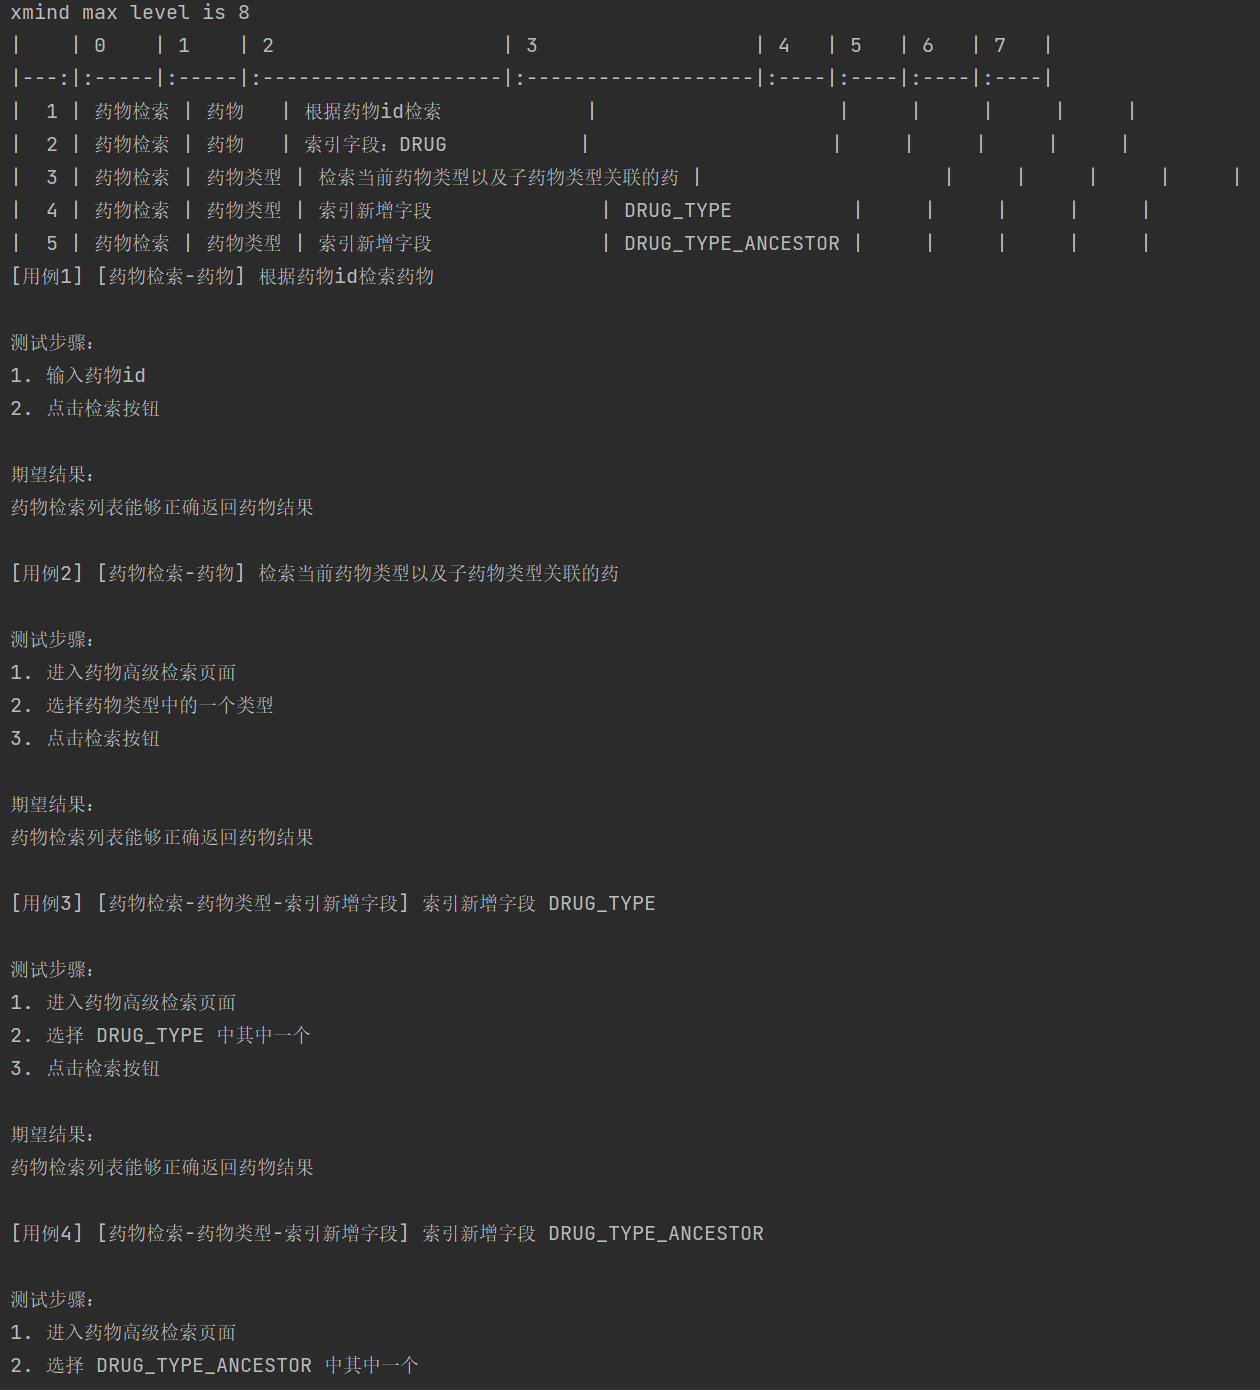 xmind max level is 8
|    | 0    | 1    | 2                   | 3                  | 4   | 5   | 6   | 7   |
|---:|:-----|:-----|:--------------------|:-------------------|:----|:----|:----|:----|
|  1 | 药物检索 | 药物   | 根据药物id检索            |                    |     |     |     |     |
|  2 | 药物检索 | 药物   | 索引字段：DRUG           |                    |     |     |     |     |
|  3 | 药物检索 | 药物类型 | 检索当前药物类型以及子药物类型关联的药 |                    |     |     |     |     |
|  4 | 药物检索 | 药物类型 | 索引新增字段              | DRUG_TYPE          |     |     |     |     |
|  5 | 药物检索 | 药物类型 | 索引新增字段              | DRUG_TYPE_ANCESTOR |     |     |     |     |
[用例1] [药物检索-药物] 根据药物id检索药物
测试步骤：
1. 输入药物id
2. 点击检索按钮
期望结果：
药物检索列表能够正确返回药物结果
[用例2] [药物检索-药物] 检索当前药物类型以及子药物类型关联的药
测试步骤：
1. 进入药物高级检索页面
2. 选择药物类型中的一个类型
3. 点击检索按钮
期望结果：
药物检索列表能够正确返回药物结果
[用例3] [药物检索-药物类型-索引新增字段] 索引新增字段 DRUG_TYPE
测试步骤：
1. 进入药物高级检索页面
2. 选择 DRUG_TYPE 中其中一个
3. 点击检索按钮
期望结果：
药物检索列表能够正确返回药物结果
[用例4] [药物检索-药物类型-索引新增字段] 索引新增字段 DRUG_TYPE_ANCESTOR
测试步骤：
1. 进入药物高级检索页面
2. 选择 DRUG_TYPE_ANCESTOR 中其中一个